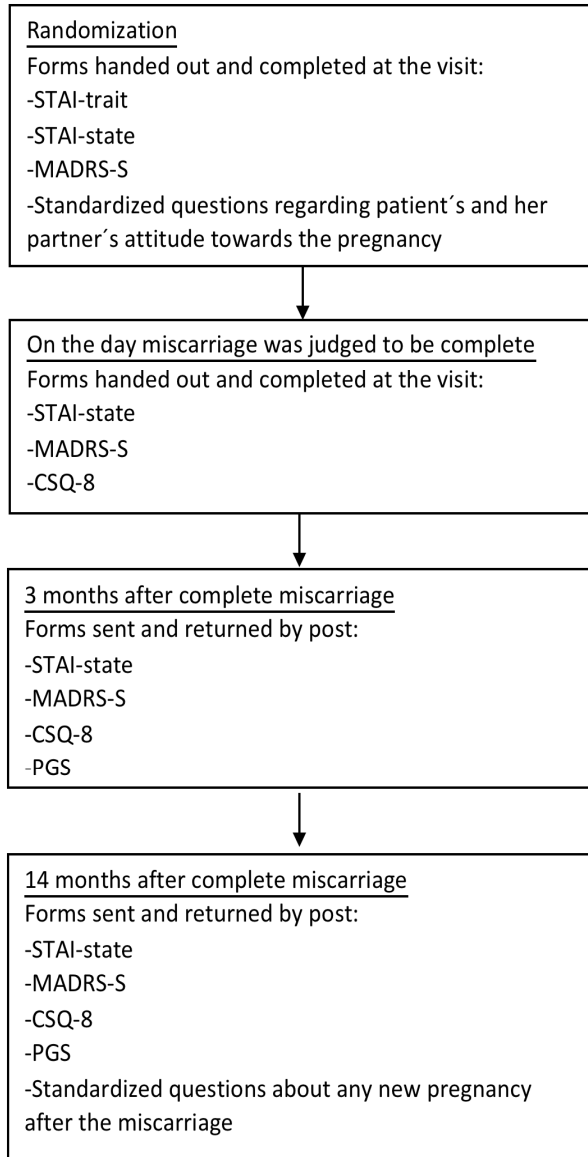 Randomization
Forms handed out and completed at the visit:
-STAI-trait
-STAI-state
-MADRS-S
-Standardized questions regarding patient´s and her
partner´s attitude towards the pregnancy
On the day miscarriage was judged to be complete
Forms handed out and completed at the visit:
-STAI-state
-MADRS-S
-CSQ-8
3 months after complete miscarriage
Forms sent and returned by post:
-STAI-state
-MADRS-S
-CSQ-8
-PGS
14 months after complete miscarriage
Forms sent and returned by post:
-STAI-state
-MADRS-S
-CSQ-8
-PGS
-Standardized questions about any new pregnancy
after the miscarriage